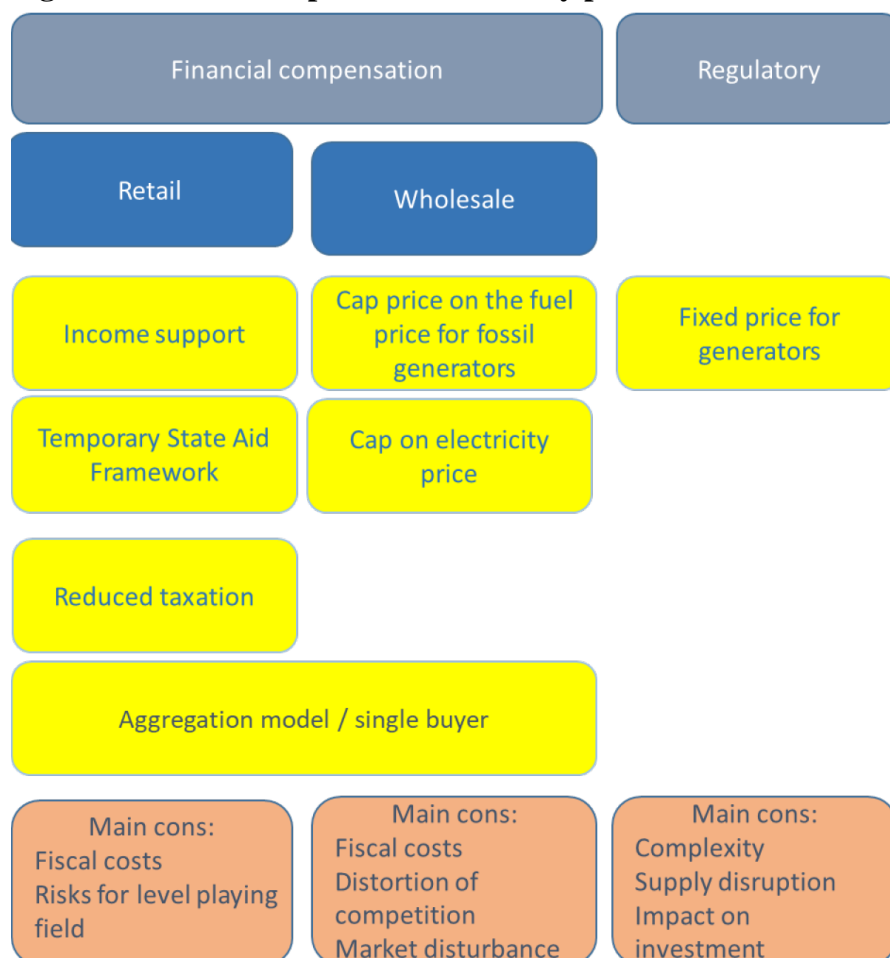 Financial compensation
Regulatory
Retail
Wholesale
Income support
Cap price on the fuel
price for fossil
generators
Fixed price for
generators
Temporary State Aid
Framework
Cap on electricity
price
Reduced taxation
Aggregation model / single buyer
Main cons:
Fiscal costs
Risks for level playing
field
Main cons:
Fiscal costs
Distortion of
competition
Market disturbance
Main cons:
Complexity
Supply disruption
Impact on
investment